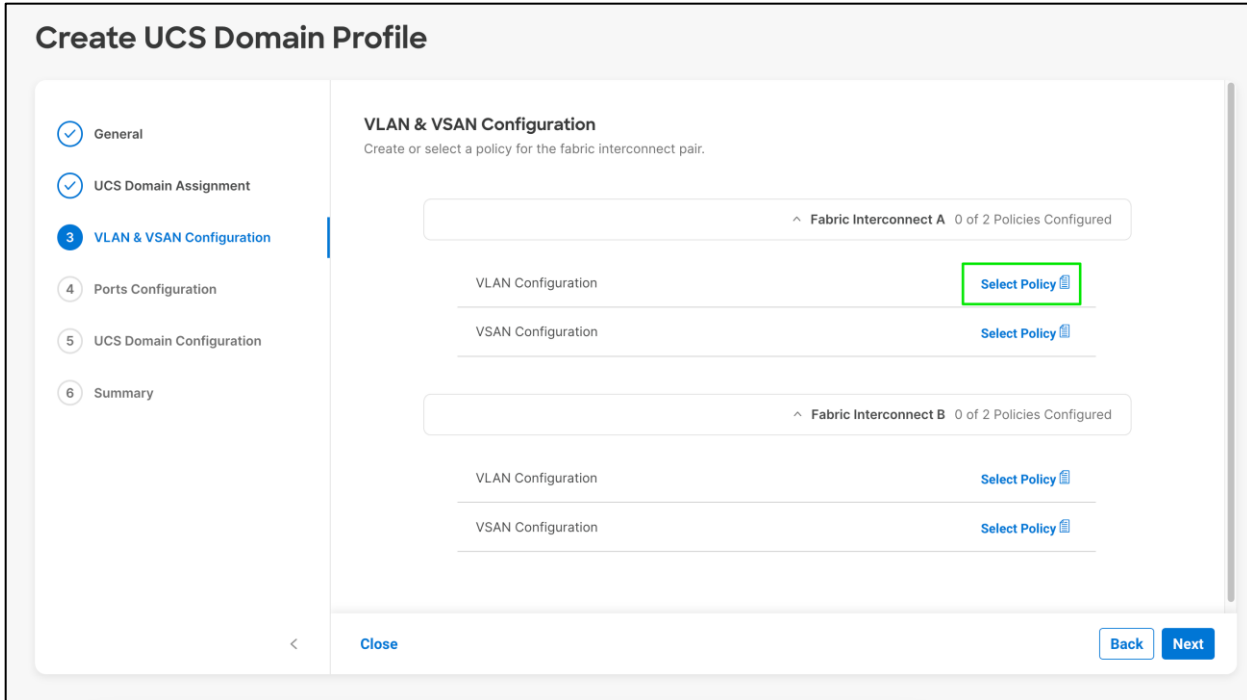 Create UCS Domain Profile
General
UCS Domain Assignment
3 VLAN & VSAN Configuration
4 Ports Configuration
5 UCS Domain Configuration
6 Summary
VLAN & VSAN Configuration
Create or select a policy for the fabric interconnect pair.
Fabric Interconnect A 0 of 2 Policies Configured
VLAN Configuration Select Policy
VSAN Configuration Select Policy
Fabric Interconnect B 0 of 2 Policies Configured
VLAN Configuration Select Policy
VSAN Configuration Select Policy
Close Back Next